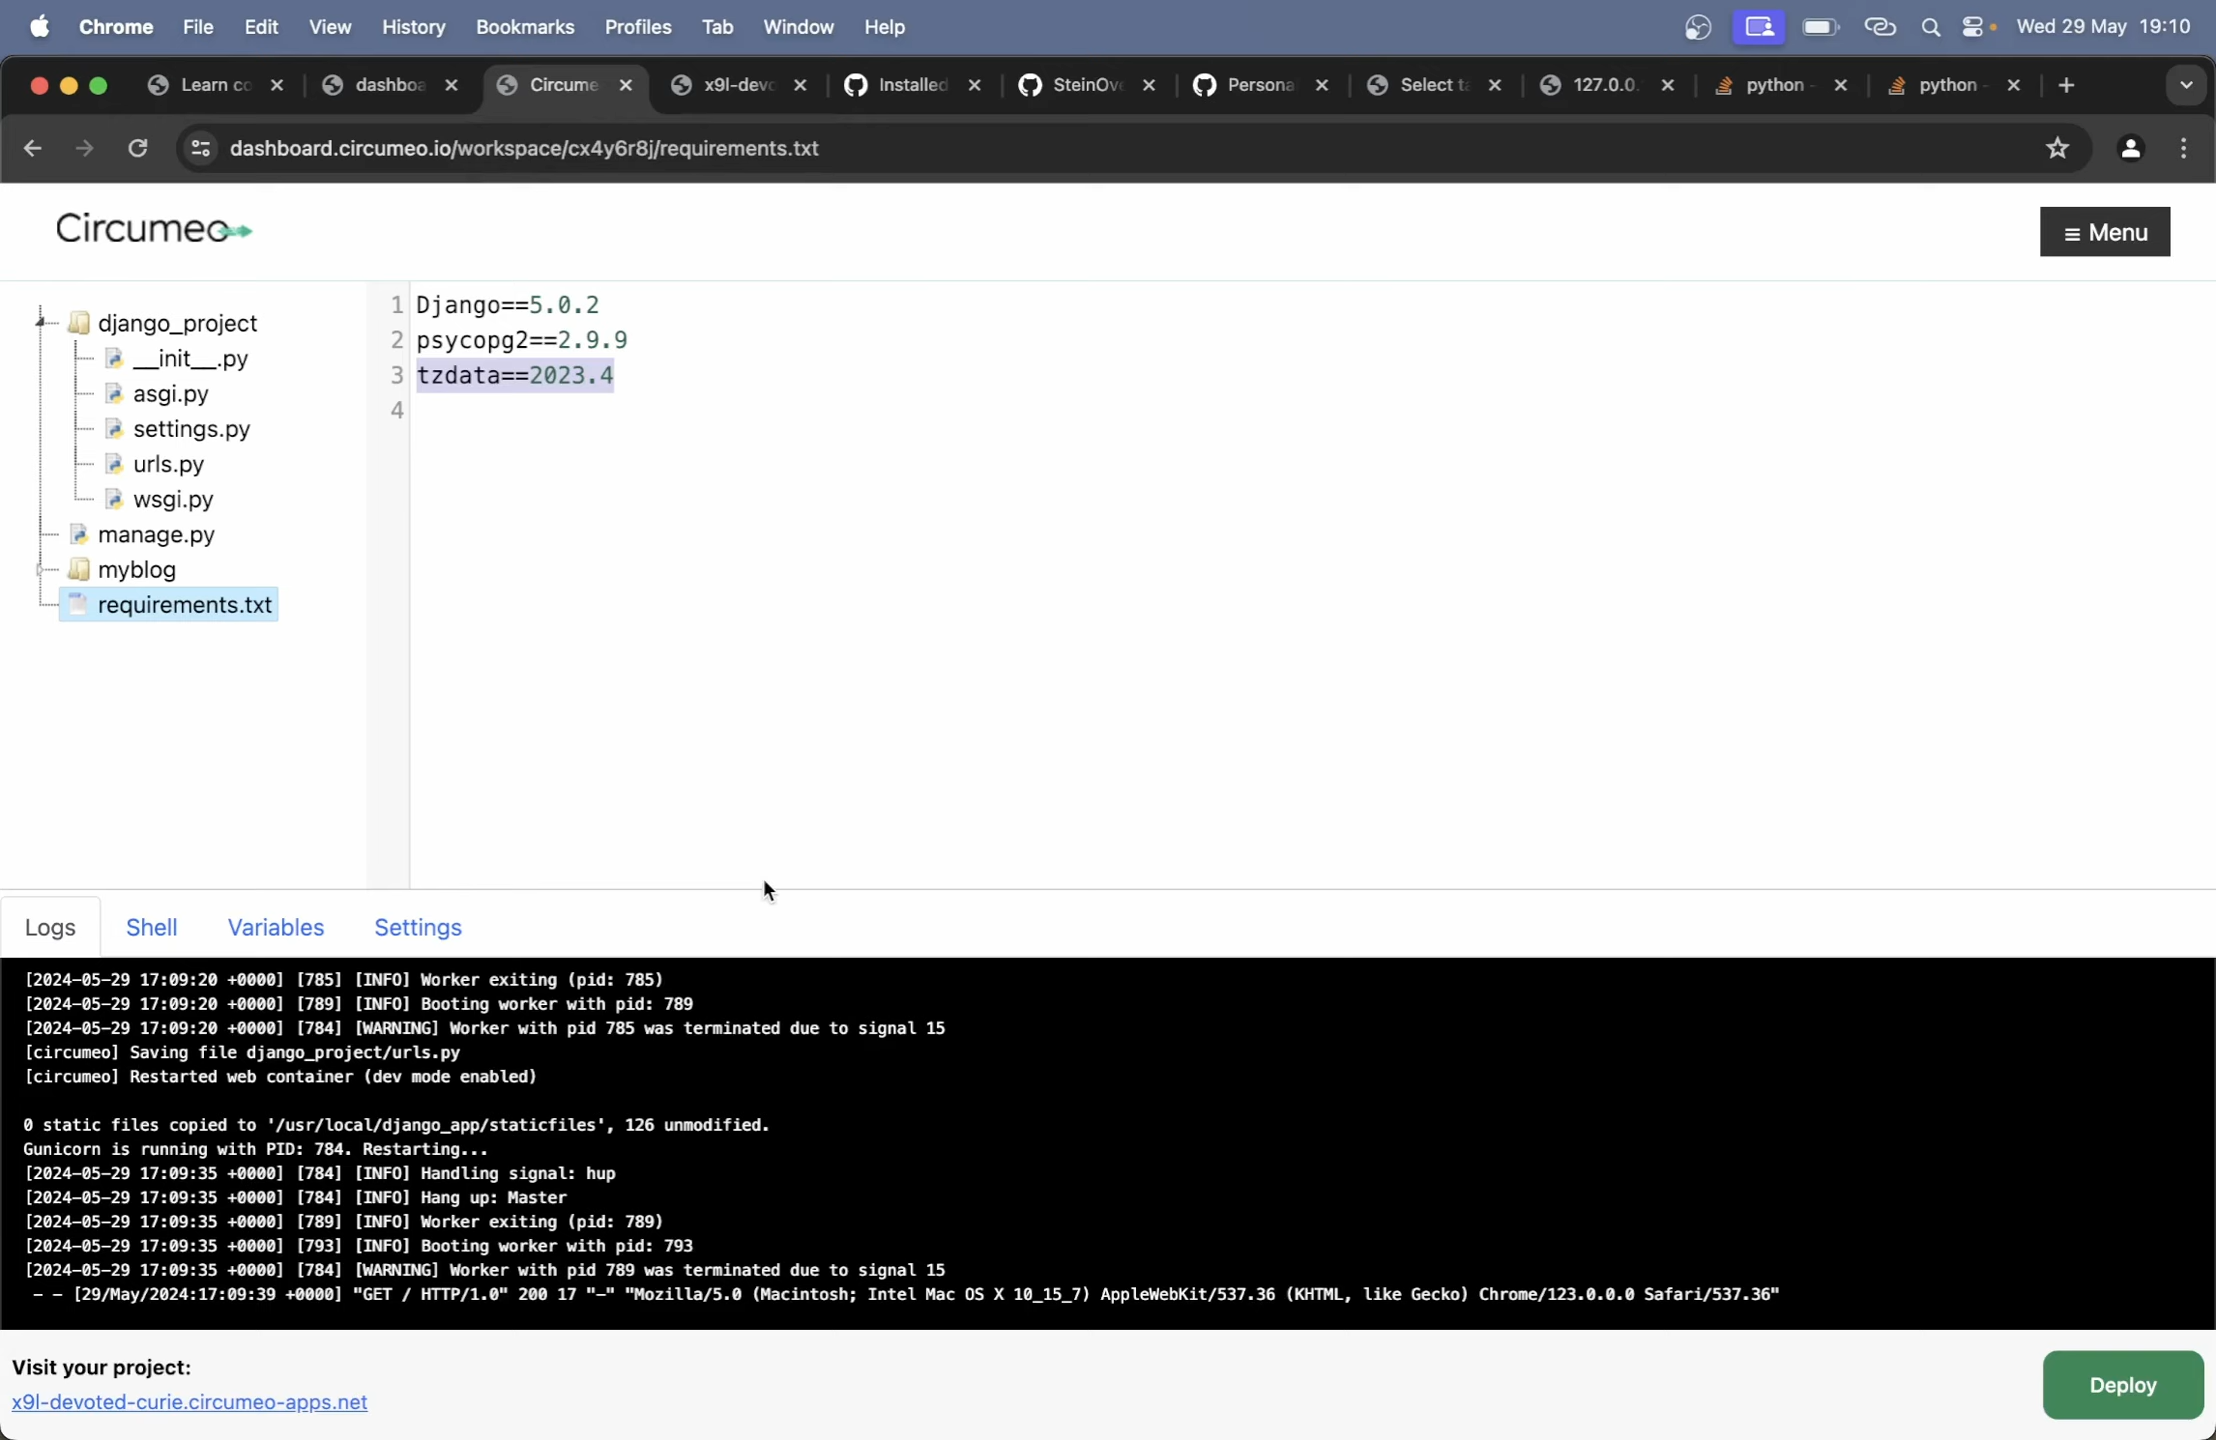 Chrome File Edit View History Bookmarks Profiles Tab Window Help Wed 29 May 19:10
Learn co dashboa Circume x9l-devo Installed SteinOve Persona Select ta 127.0.0. python - python -
dashboard.circumeo.io/workspace/cx4y6r8j/requirements.txt
Circumeo
≡ Menu
django_project
__init__.py
asgi.py
settings.py
urls.py
wsgi.py
manage.py
myblog
requirements.txt
1 Django==5.0.2
2 psycopg2==2.9.9
3 tzdata==2023.4
4
Logs Shell Variables Settings
[2024-05-29 17:09:20 +0000] [785] [INFO] Worker exiting (pid: 785)
[2024-05-29 17:09:20 +0000] [789] [INFO] Booting worker with pid: 789
[2024-05-29 17:09:20 +0000] [784] [WARNING] Worker with pid 785 was terminated due to signal 15
[circumeo] Saving file django_project/urls.py
[circumeo] Restarted web container (dev mode enabled)
0 static files copied to '/usr/local/django_app/staticfiles', 126 unmodified.
Gunicorn is running with PID: 784. Restarting...
[2024-05-29 17:09:35 +0000] [784] [INFO] Handling signal: hup
[2024-05-29 17:09:35 +0000] [784] [INFO] Hang up: Master
[2024-05-29 17:09:35 +0000] [789] [INFO] Worker exiting (pid: 789)
[2024-05-29 17:09:35 +0000] [793] [INFO] Booting worker with pid: 793
[2024-05-29 17:09:35 +0000] [784] [WARNING] Worker with pid 789 was terminated due to signal 15
- - [29/May/2024:17:09:39 +0000] "GET / HTTP/1.0" 200 17 "-" "Mozilla/5.0 (Macintosh; Intel Mac OS X 10_15_7) AppleWebKit/537.36 (KHTML, like Gecko) Chrome/123.0.0.0 Safari/537.36"
Visit your project:
x9l-devoted-curie.circumeo-apps.net
Deploy